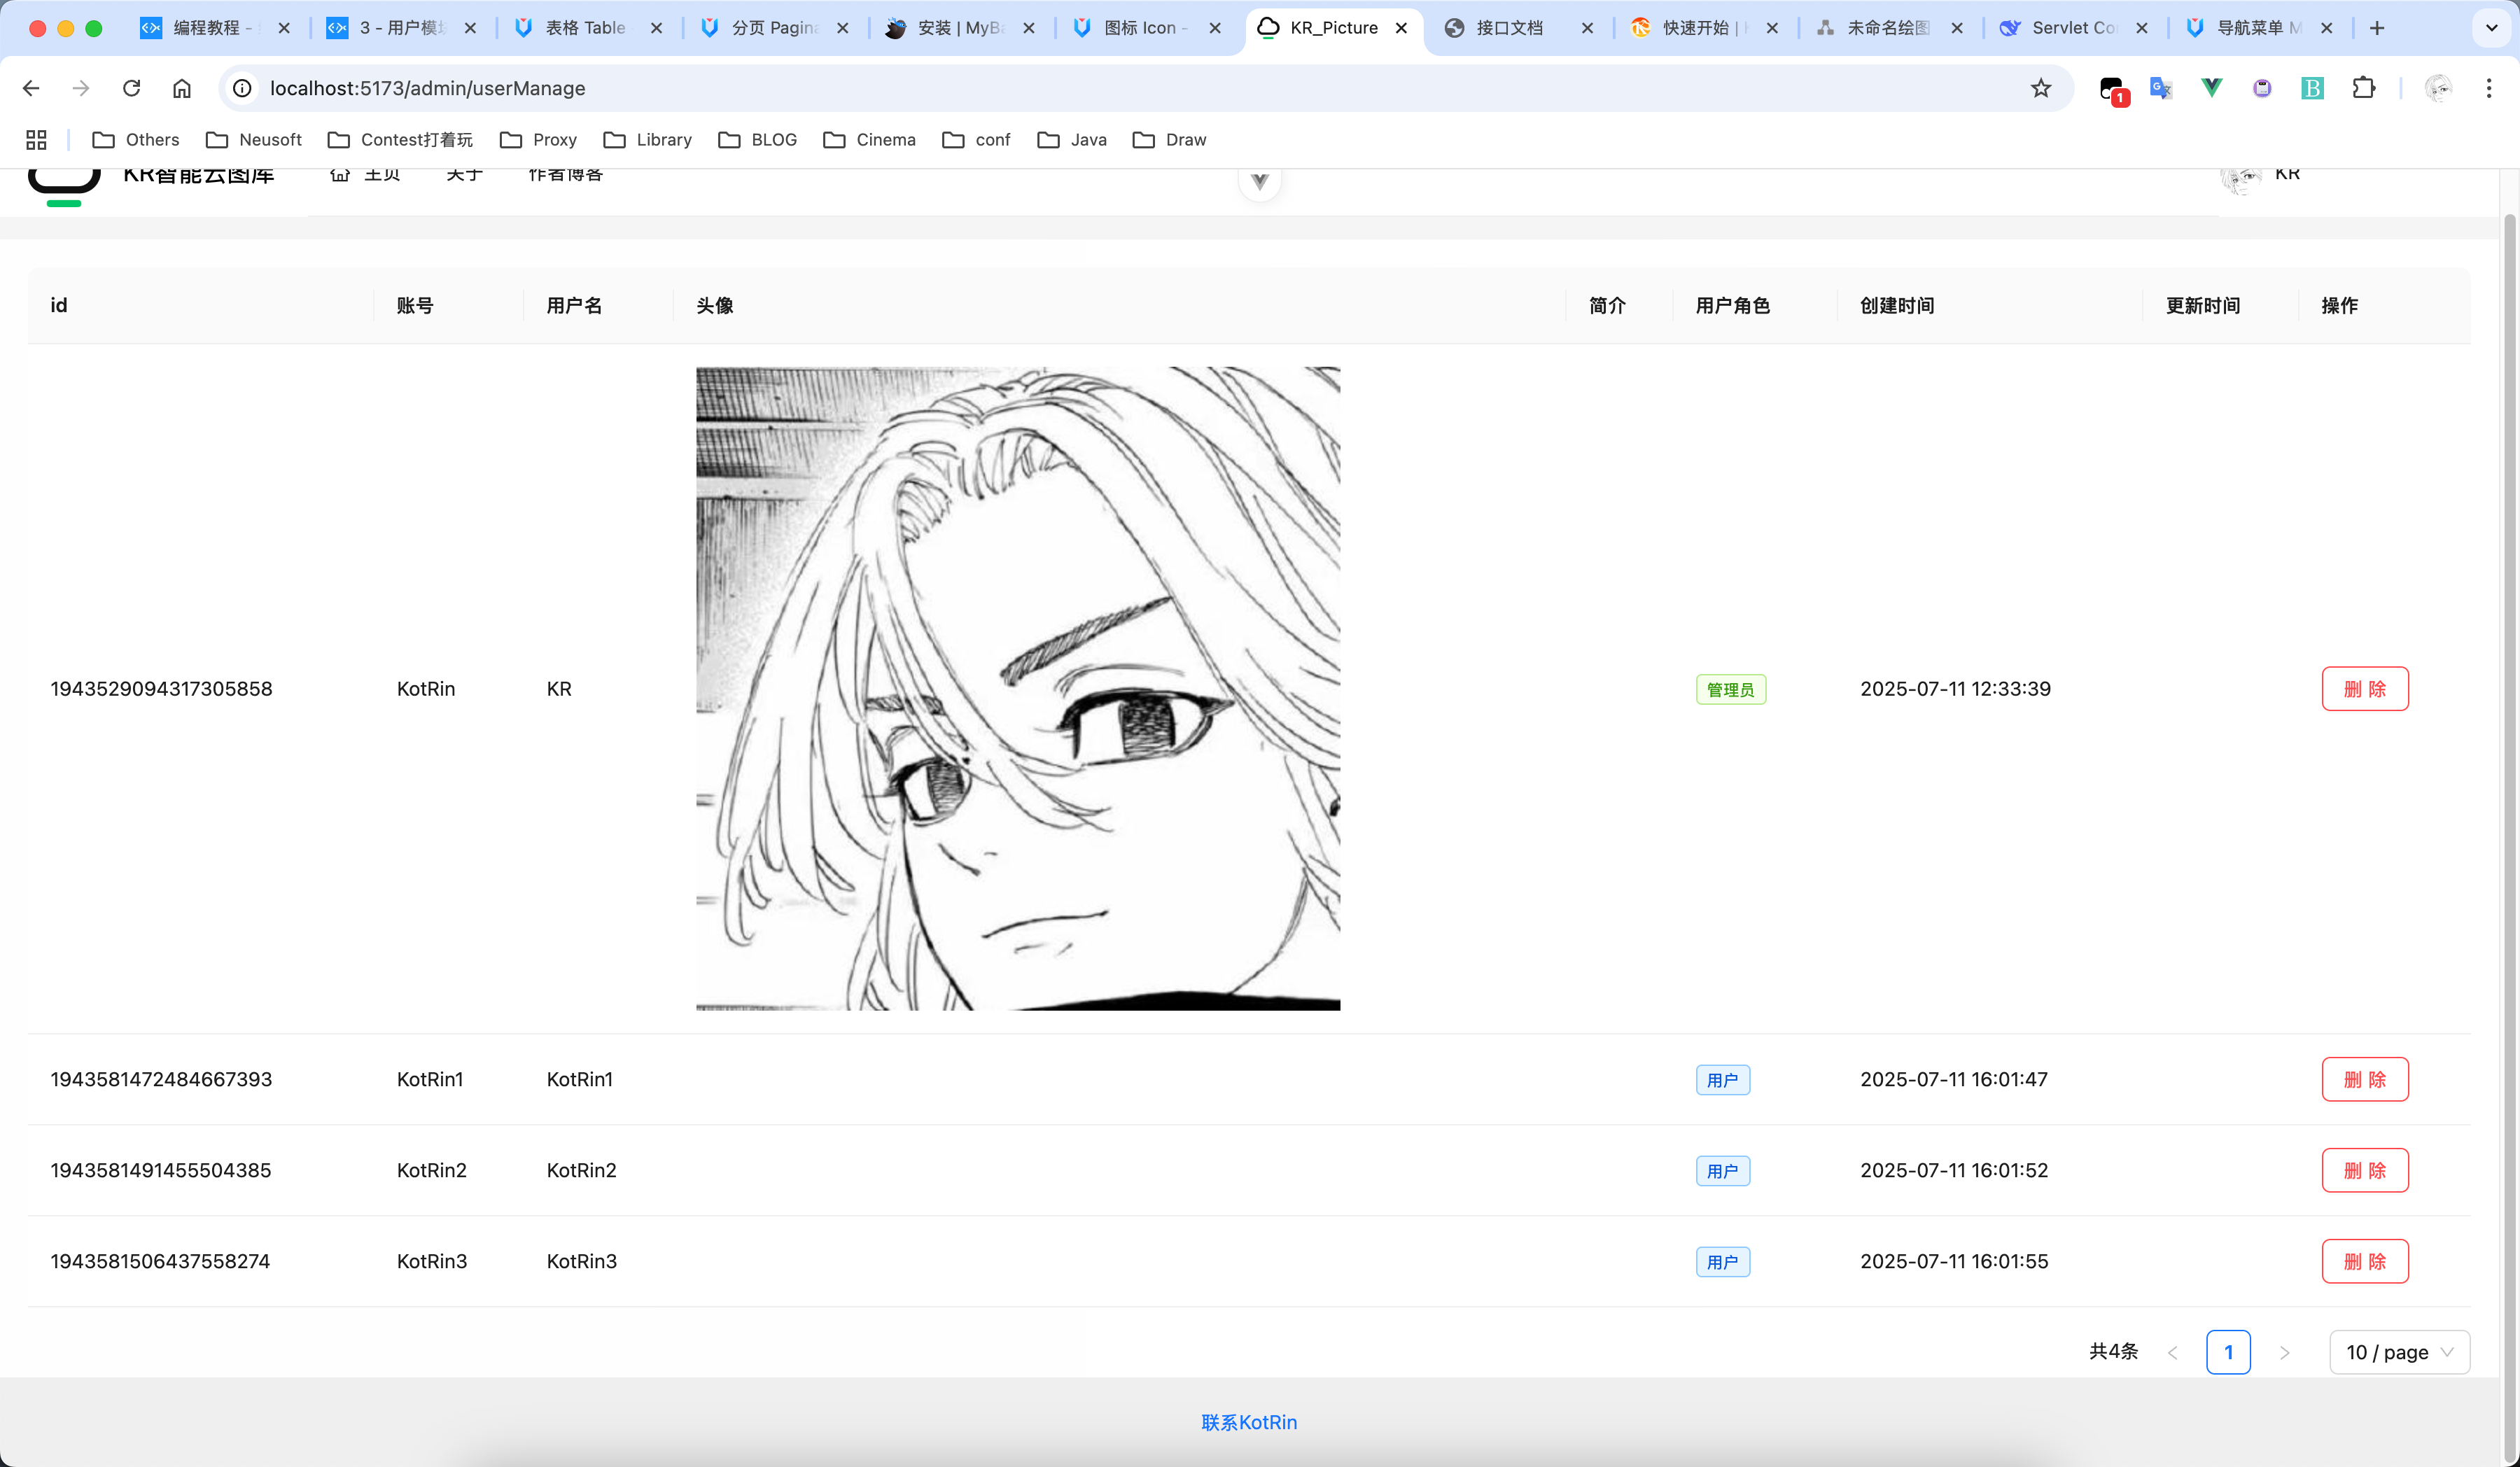 编程教程 -
3 - 用户模块
表格 Table
分页 Pagina
安装 | MyBa
图标 Icon -
KR_Picture
接口文档
快速开始 |
未命名绘图
Servlet Co
导航菜单 M
localhost:5173/admin/userManage
1
Others
Neusoft
Contest打着玩
Proxy
Library
BLOG
Cinema
conf
Java
Draw
KR智能云图库
主页
关于
作者博客
KR
id 账号 用户名 头像 简介 用户角色 创建时间 更新时间 操作
1943529094317305858 KotRin KR 管理员 2025-07-11 12:33:39 删 除
1943581472484667393 KotRin1 KotRin1 用户 2025-07-11 16:01:47 删 除
1943581491455504385 KotRin2 KotRin2 用户 2025-07-11 16:01:52 删 除
1943581506437558274 KotRin3 KotRin3 用户 2025-07-11 16:01:55 删 除
共4条 1 10 / page
联系KotRin